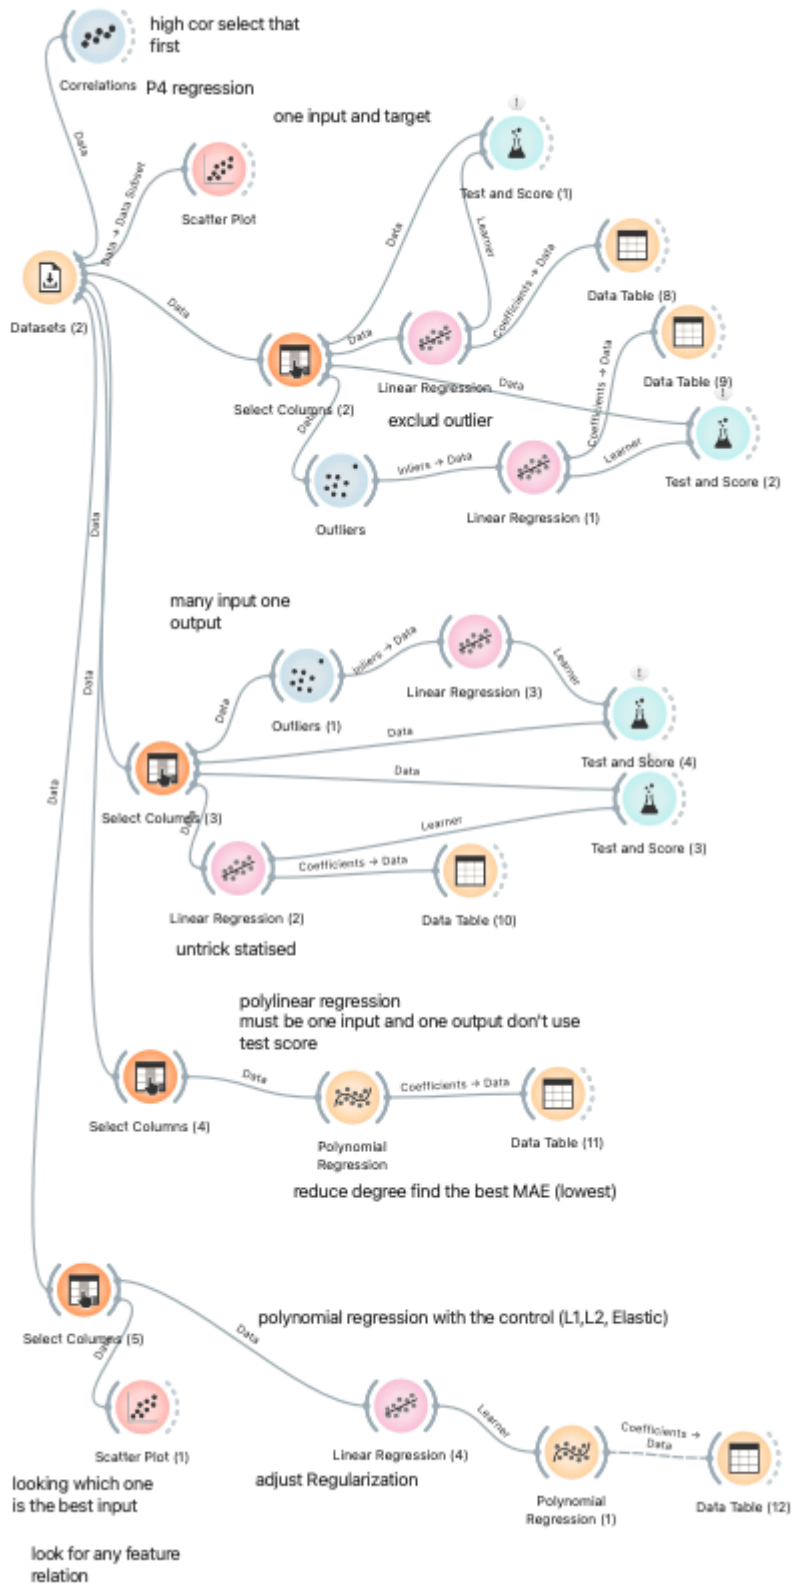 high cor select that
first
Correlations
P4 regression
one input and target
Data
Data → Data Subset
Scatter Plot
Test and Score (1)
Data
Learner
Coefficients → Data
Data Table (8)
Datasets (2)
Data
Data
Linear Regression
Select Columns (2)
Data
Coefficients → Data
Data Table (9)
Data
exclud outlier
Inliers → Data
Learner
Test and Score (2)
Outliers
Linear Regression (1)
Data
many input one
output
Inliers → Data
Linear Regression (3)
Learner
Data
Data
Outliers (1)
Data
Test and Score (4)
Data
Data
Select Columns (3)
Data
Learner
Test and Score (3)
Coefficients → Data
Linear Regression (2)
Data Table (10)
untrick statised
polylinear regression
must be one input and one output don't use
test score
Data
Coefficients → Data
Select Columns (4)
Polynomial
Regression
Data Table (11)
reduce degree find the best MAE (lowest)
polynomial regression with the control (L1,L2, Elastic)
Select Columns (5)
Data
Data
Scatter Plot (1)
Linear Regression (4)
Learner
Coefficients →
Data
looking which one
is the best input
adjust Regularization
Polynomial
Regression (1)
Data Table (12)
look for any feature
relation